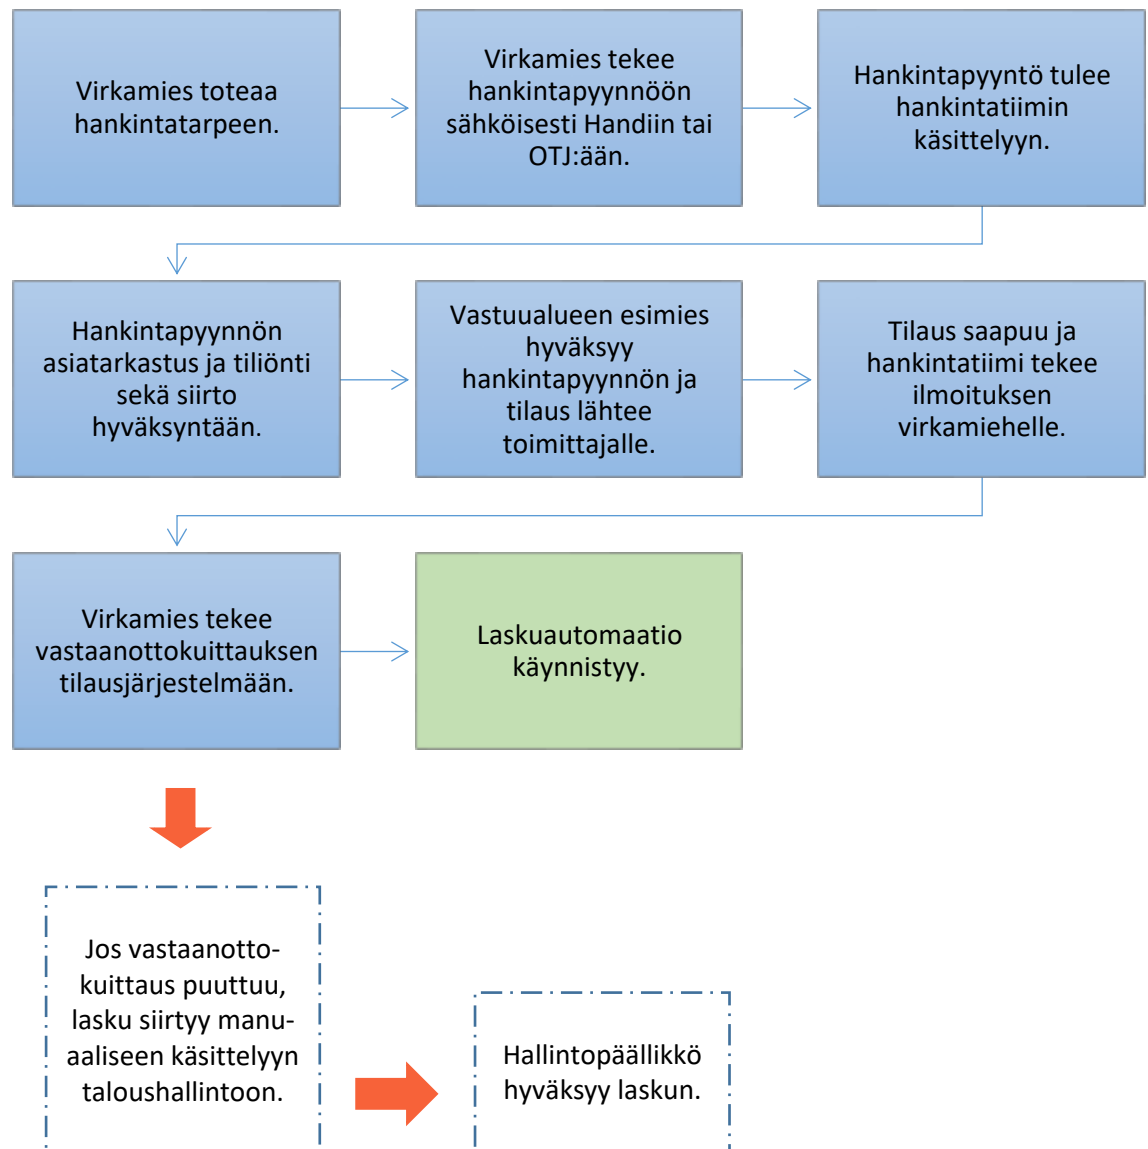 Virkamies toteaa
hankintatarpeen.
Virkamies tekee
hankintapyynnöön
sähköisesti Handiin tai
OTJ:ään.
Hankintapyyntö tulee
hankintatiimin
käsittelyyn.
Hankintapyynnön
asiatarkastus ja tiliönti
sekä siirto
hyväksyntään.
Vastuualueen esimies
hyväksyy
hankintapyynnön ja
tilaus lähtee
toimittajalle.
Tilaus saapuu ja
hankintatiimi tekee
ilmoituksen
virkamiehelle.
Virkamies tekee
vastaanottokuittauksen
tilausjärjestelmään.
Laskuautomaatio
käynnistyy.
Jos vastaanotto-
kuittaus puuttuu,
lasku siirtyy manu-
aaliseen käsittelyyn
taloushallintoon.
Hallintopäällikkö
hyväksyy laskun.